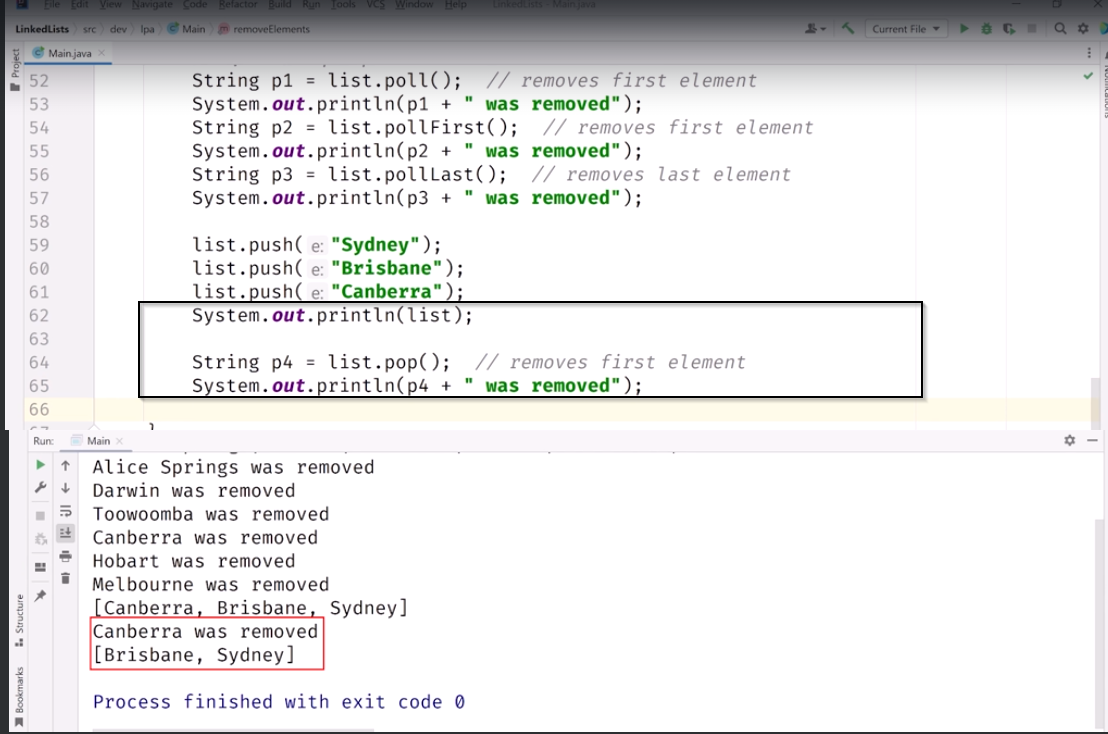 File Edit View Navigate Code Refactor Build Run Tools VCS Window Help LinkedLists - Main.java
LinkedLists src dev lpa Main removeElements Current File
Main.java
Project
Notifications
52 String p1 = list.poll(); // removes first element
53 System.out.println(p1 + " was removed");
54 String p2 = list.pollFirst(); // removes first element
55 System.out.println(p2 + " was removed");
56 String p3 = list.pollLast(); // removes last element
57 System.out.println(p3 + " was removed");
58
59 list.push( e: "Sydney");
60 list.push( e: "Brisbane");
61 list.push( e: "Canberra");
62 System.out.println(list);
63
64 String p4 = list.pop(); // removes first element
65 System.out.println(p4 + " was removed");
66
67 }
Run: Main
Alice Springs was removed
Darwin was removed
Toowoomba was removed
Canberra was removed
Hobart was removed
Melbourne was removed
[Canberra, Brisbane, Sydney]
Canberra was removed
[Brisbane, Sydney]
Process finished with exit code 0
Structure
Bookmarks